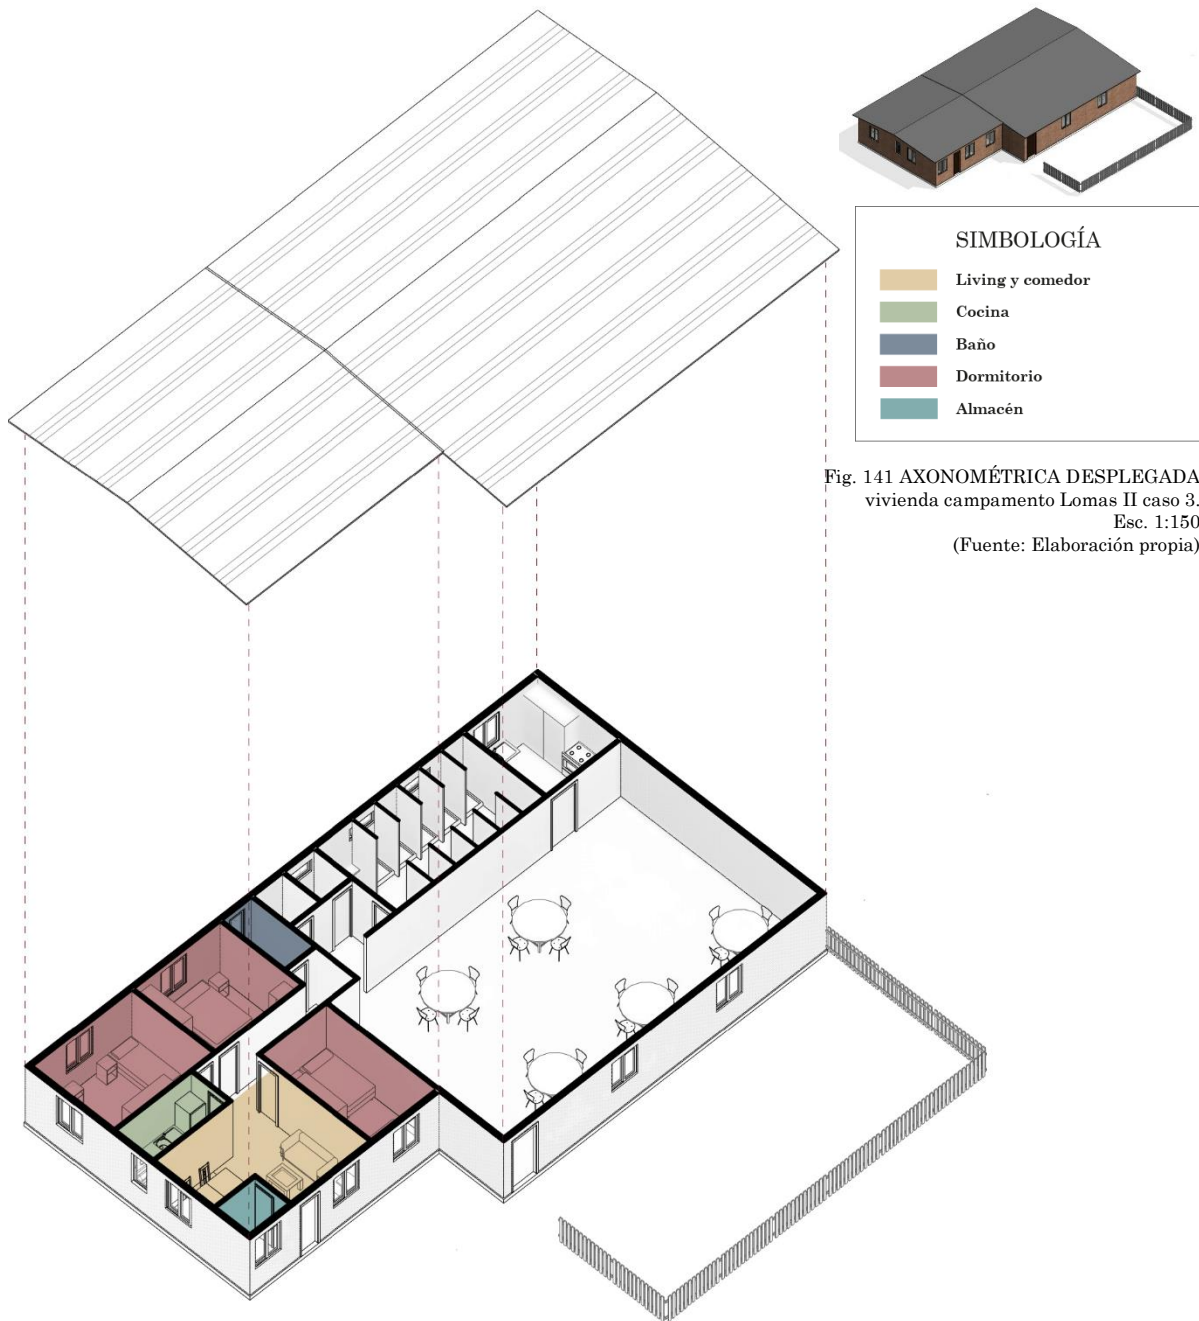 SIMBOLOGÍA
Living y comedor
Cocina
Baño
Dormitorio
Almacén
Fig. 141 AXONOMÉTRICA DESPLEGADA
vivienda campamento Lomas II caso 3.
Esc. 1:150
(Fuente: Elaboración propia)